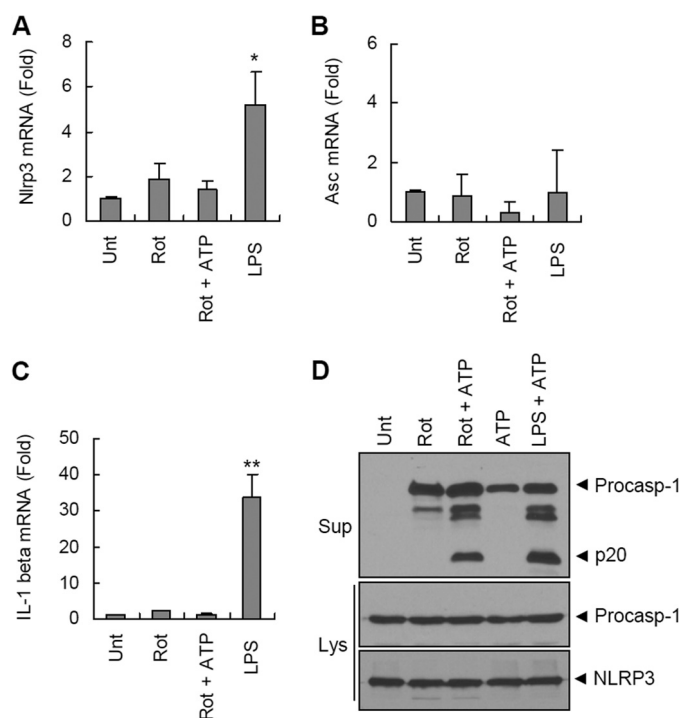 A
Nlrp3 mRNA (Fold)
8
6
4
2
0
*
Unt
Rot
Rot + ATP
LPS
B
Asc mRNA (Fold)
6
4
2
0
Unt
Rot
Rot + ATP
LPS
C
IL-1 beta mRNA (Fold)
50
40
30
20
10
0
**
Unt
Rot
Rot + ATP
LPS
D
Unt
Rot
Rot + ATP
ATP
LPS + ATP
Sup
◄ Procasp-1
◄ p20
Lys
◄ Procasp-1
◄ NLRP3